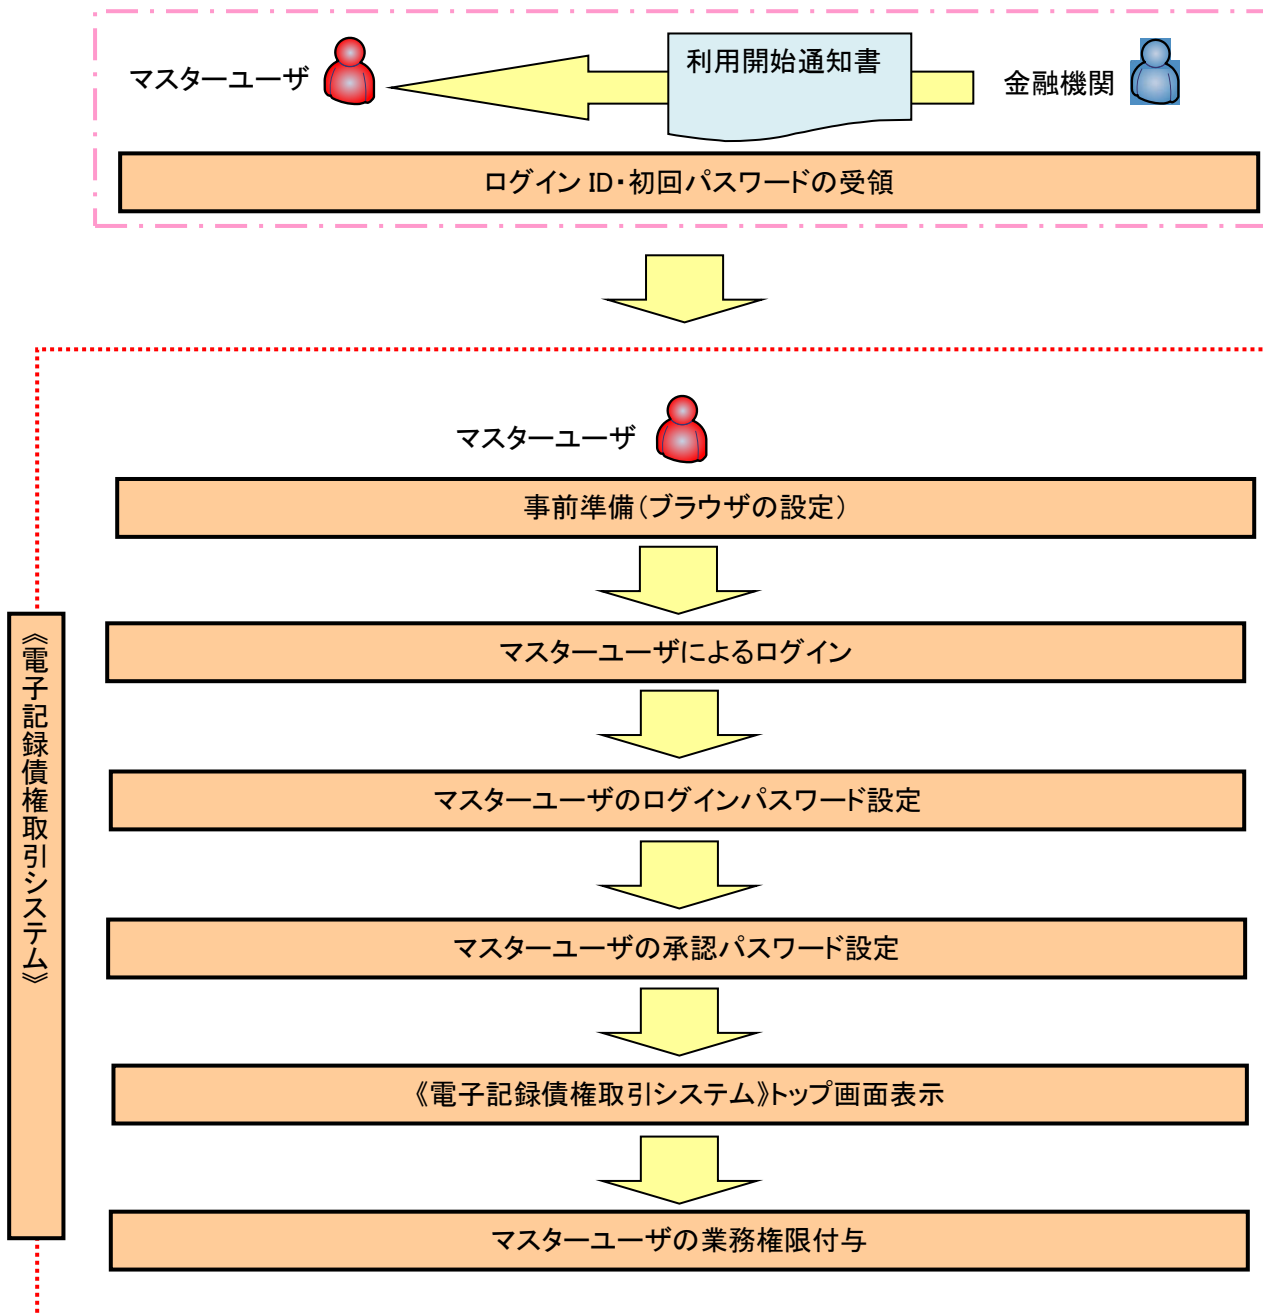 マスターユーザ
利用開始通知書
金融機関
ログイン ID・初回パスワードの受領
マスターユーザ
事前準備(ブラウザの設定)
マスターユーザによるログイン
《電子記録債権取引システム》
マスターユーザのログインパスワード設定
マスターユーザの承認パスワード設定
《電子記録債権取引システム》トップ画面表示
マスターユーザの業務権限付与